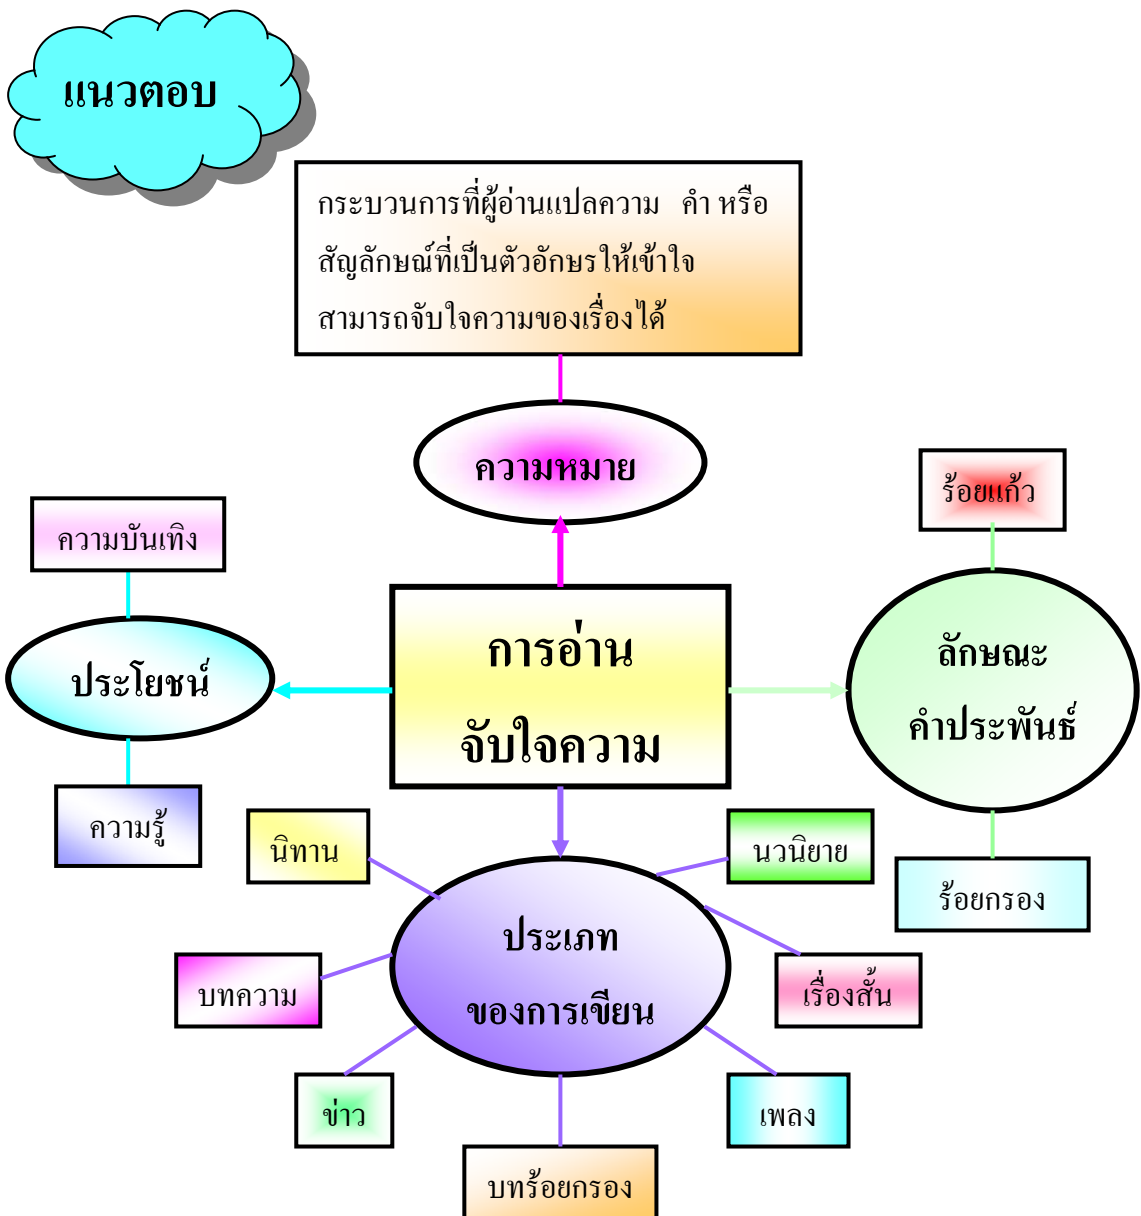 แนวตอบ
กระบวนการที่ผู้อ่านแปลความ คำ หรือ
สัญลักษณ์ที่เป็นตัวอักษรให้เข้าใจ
สามารถจับใจความของเรื่องได้
ความหมาย
ร้อยแก้ว
ความบันเทิง
การอ่าน
จับใจความ
ประโยชน์
ลักษณะ
คำประพันธ์
ความรู้
นิทาน
นวนิยาย
ร้อยกรอง
ประเภท
ของการเขียน
บทความ
เรื่องสั้น
ข่าว
เพลง
บทร้อยกรอง